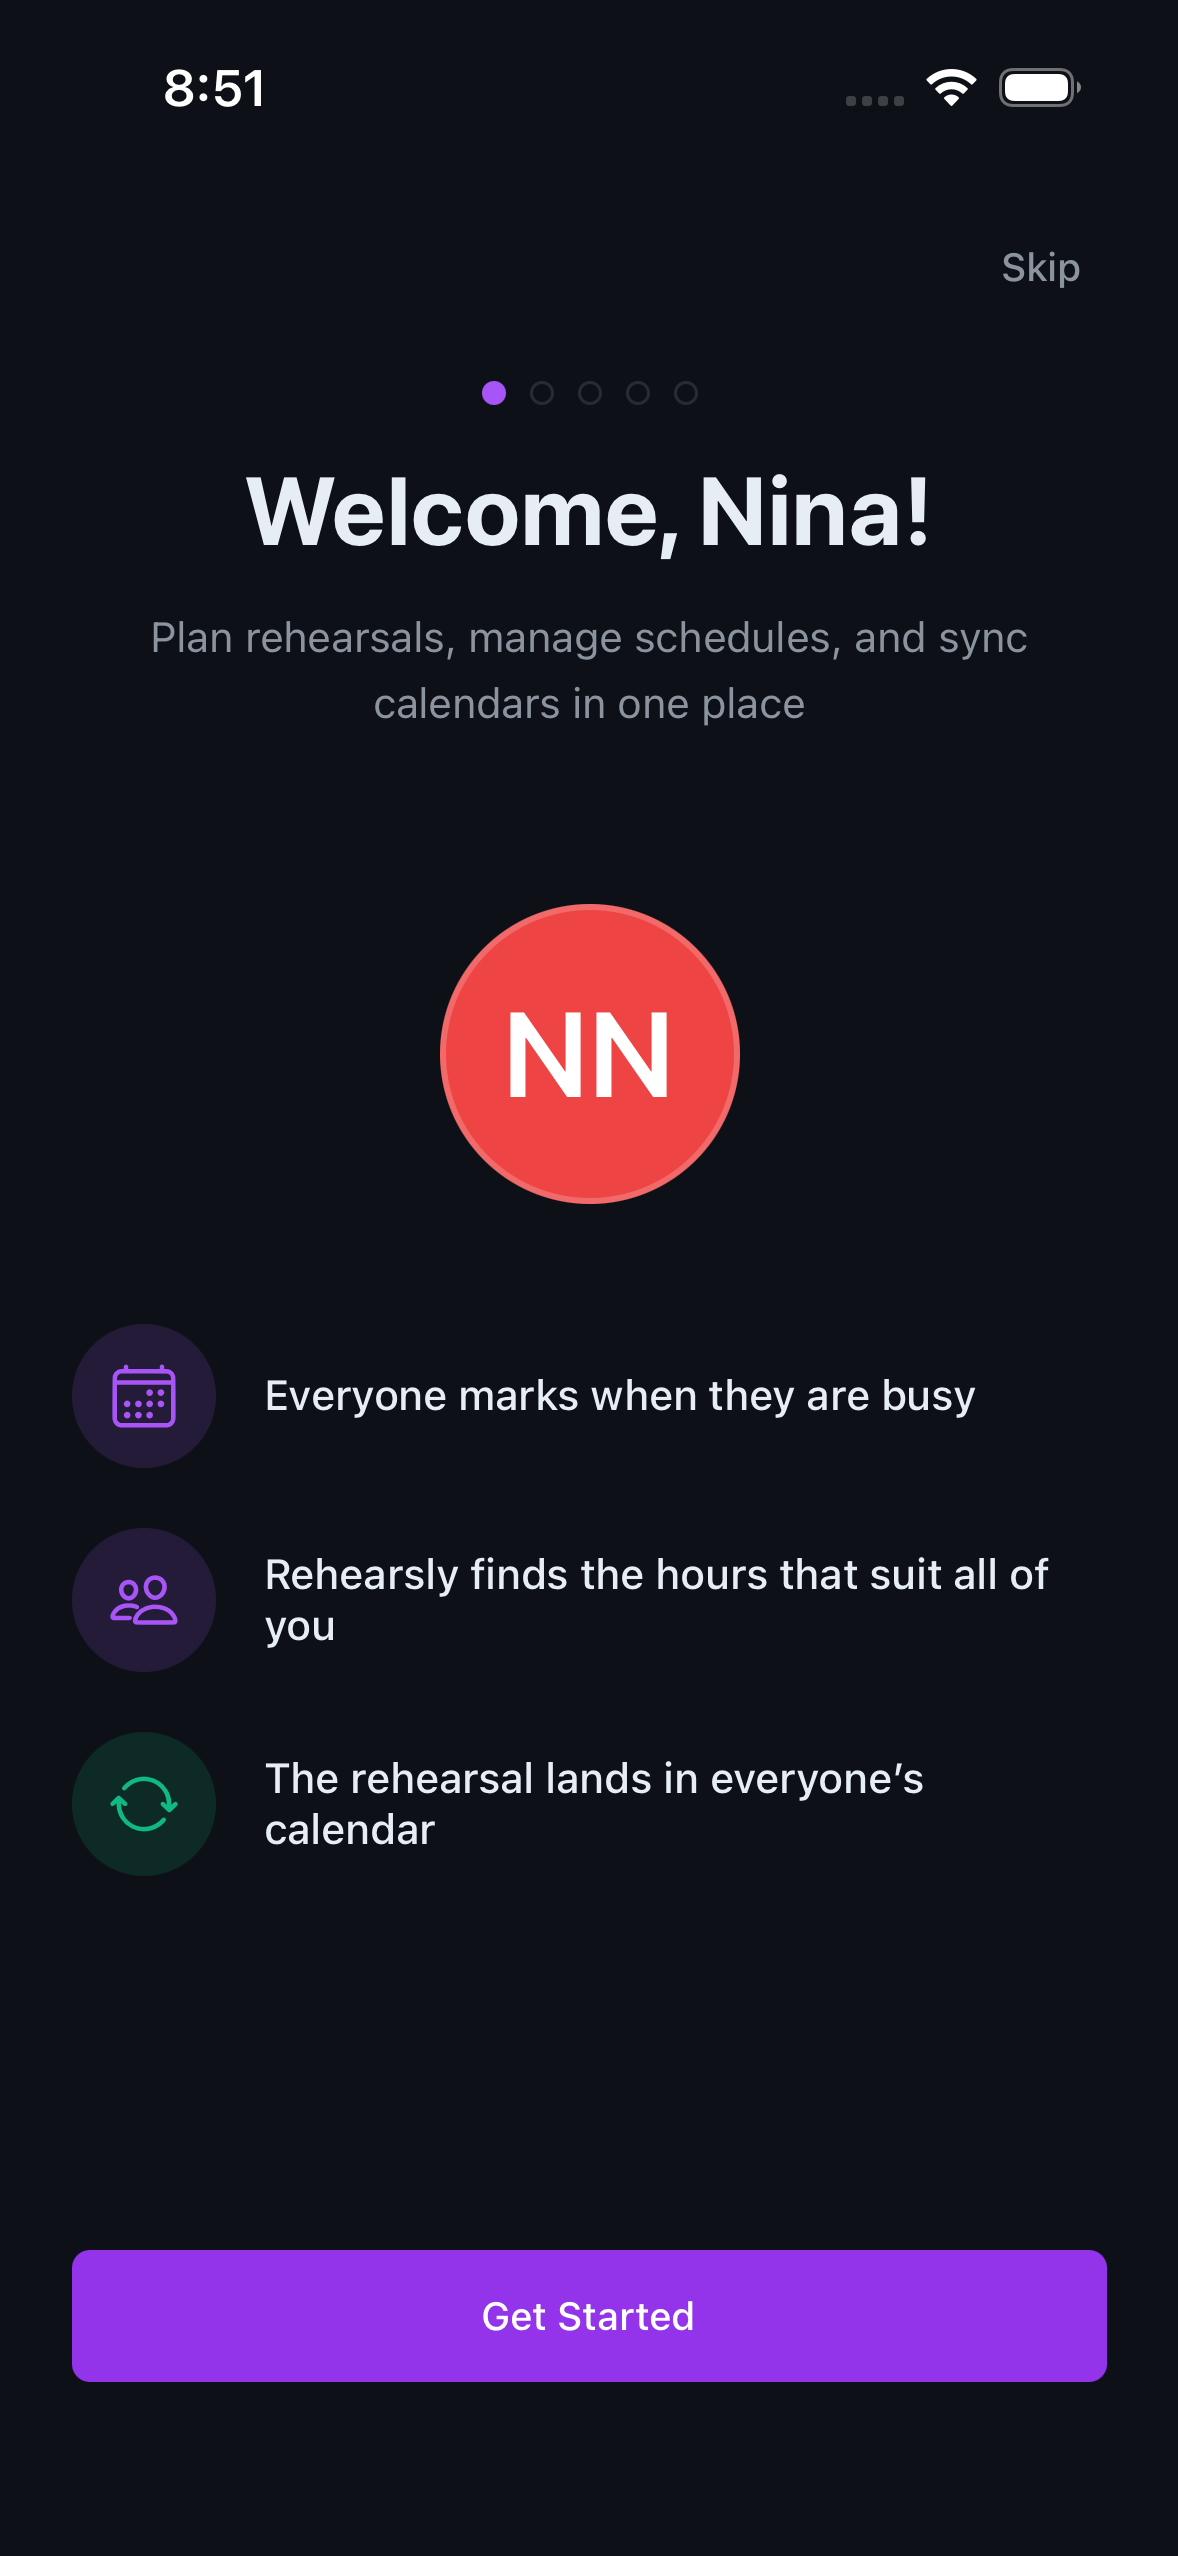 8:51
Skip
Welcome, Nina!
Plan rehearsals, manage schedules, and sync
calendars in one place
NN
Everyone marks when they are busy
Rehearsly finds the hours that suit all of
you
The rehearsal lands in everyone’s
calendar
Get Started